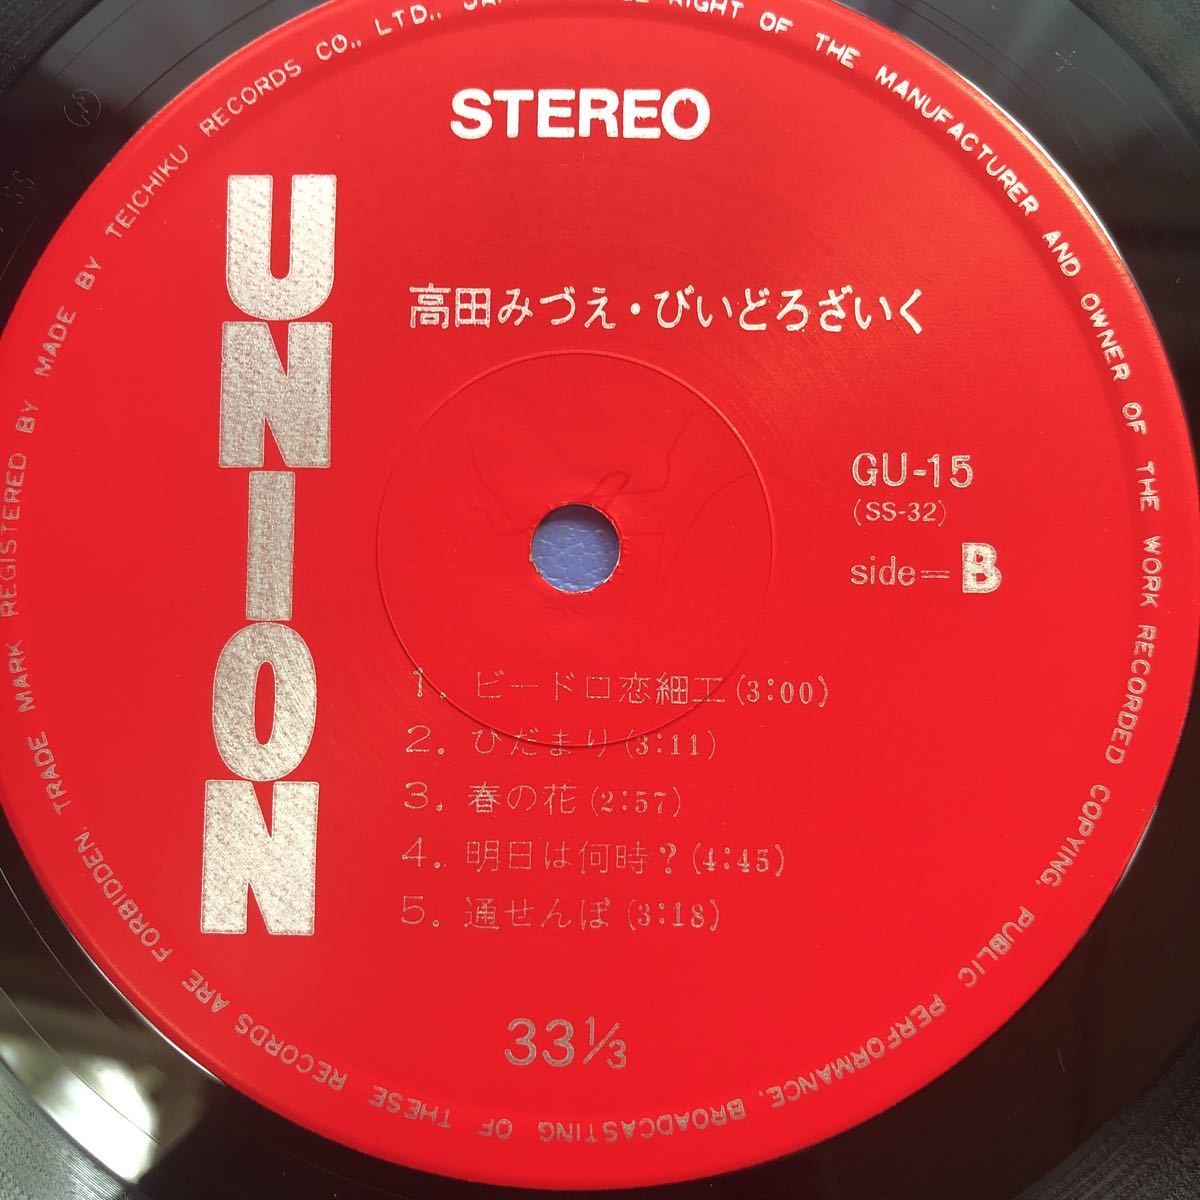 STEREO
UNION
高田みづえ・びいどろざいく
GU-15
(SS-32)
side=B
1. ビードロ恋細工(3:00)
2. ひだまり(3:11)
3. 春の花(2:57)
4. 明日は何時?(4:45)
5. 通せんぼ(3:18)
33⅓
TRADE MARK REGISTERED BY MADE BY TEICHIKU RECORDS CO., LTD., RIGHT OF THE MANUFACTURER AND OWNER OF THE WORK RECORDED COPYING, PUBLIC PERFORMANCE, BROADCASTING OF THESE RECORDS ARE FORBIDDEN,
SS